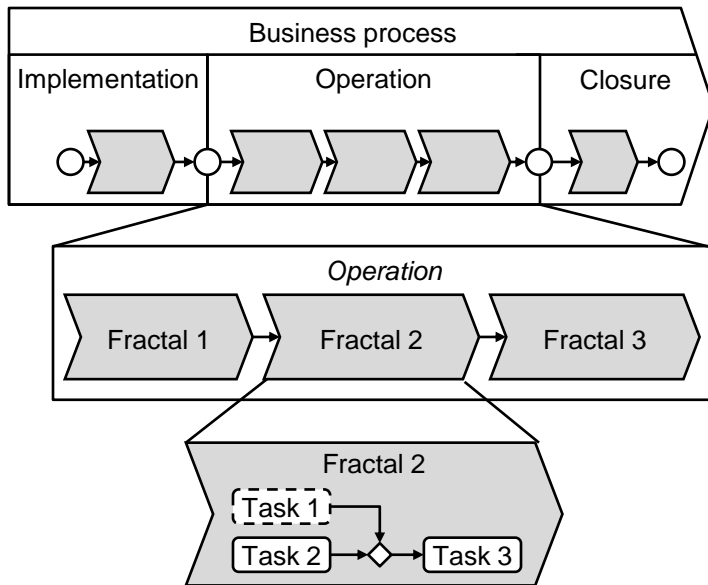 Business process
Implementation
Operation
Closure
Operation
Fractal 1
Fractal 2
Fractal 3
Fractal 2
Task 1
Task 2
Task 3